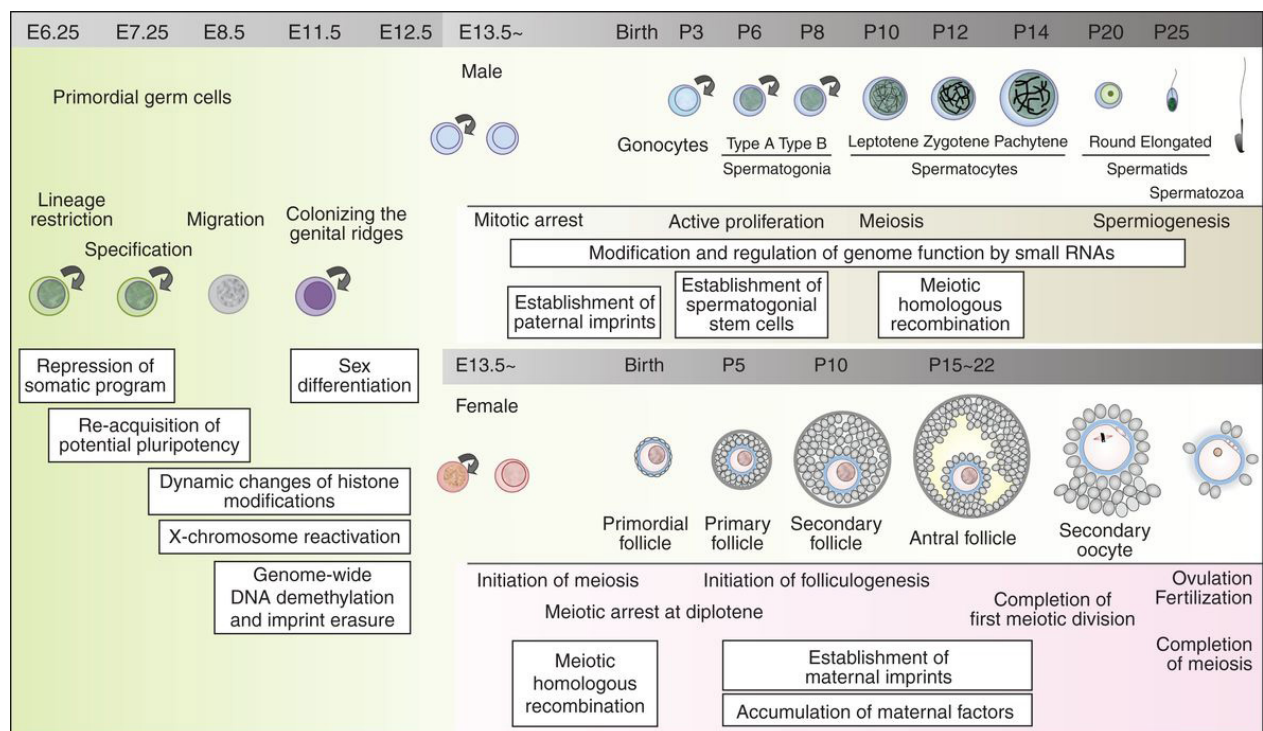 E6.25 E7.25 E8.5 E11.5 E12.5 E13.5~ Birth P3 P6 P8 P10 P12 P14 P20 P25
Primordial germ cells
Lineage
restriction
Specification
Migration
Colonizing the
genital ridges
Repression of
somatic program
Sex
differentiation
Re-acquisition of
potential pluripotency
Dynamic changes of histone
modifications
X-chromosome reactivation
Genome-wide
DNA demethylation
and imprint erasure
Male
Gonocytes
Type A Type B
Spermatogonia
Leptotene Zygotene Pachytene
Spermatocytes
Round Elongated
Spermatids
Spermatozoa
Mitotic arrest Active proliferation Meiosis Spermiogenesis
Modification and regulation of genome function by small RNAs
Establishment of
paternal imprints
Establishment of
spermatogonial
stem cells
Meiotic
homologous
recombination
E13.5~ Birth P5 P10 P15~22
Female
Primordial
follicle
Primary
follicle
Secondary
follicle
Antral follicle
Secondary
oocyte
Initiation of meiosis Initiation of folliculogenesis
Meiotic arrest at diplotene
Completion of
first meiotic division
Ovulation
Fertilization
Completion
of meiosis
Meiotic
homologous
recombination
Establishment of
maternal imprints
Accumulation of maternal factors